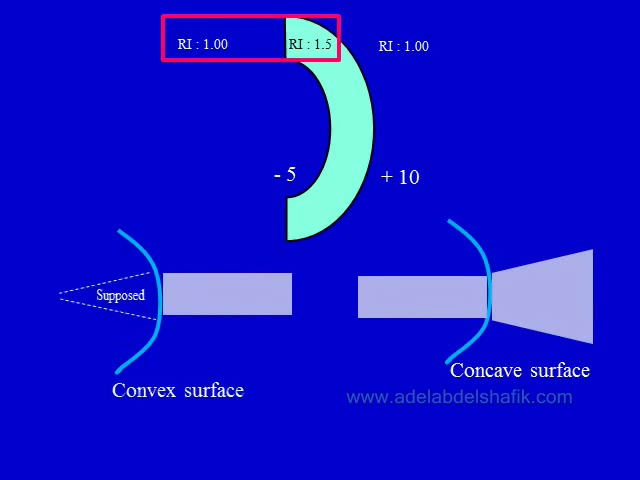 RI : 1.00
RI : 1.5
RI : 1.00
- 5
+ 10
Supposed
Convex surface
Concave surface
www.adelabdelshafik.com